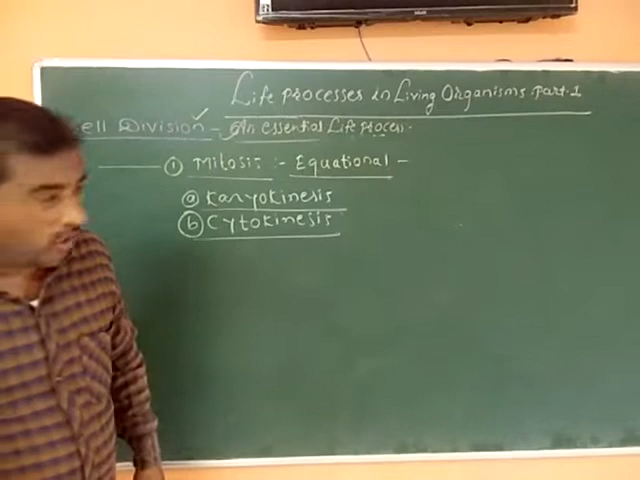 Life Processes in Living Organisms Part-1
ell Division - An essential Life Process.
① Mitosis :- Equational -
ⓐ Karyokinesis
ⓑ Cytokinesis